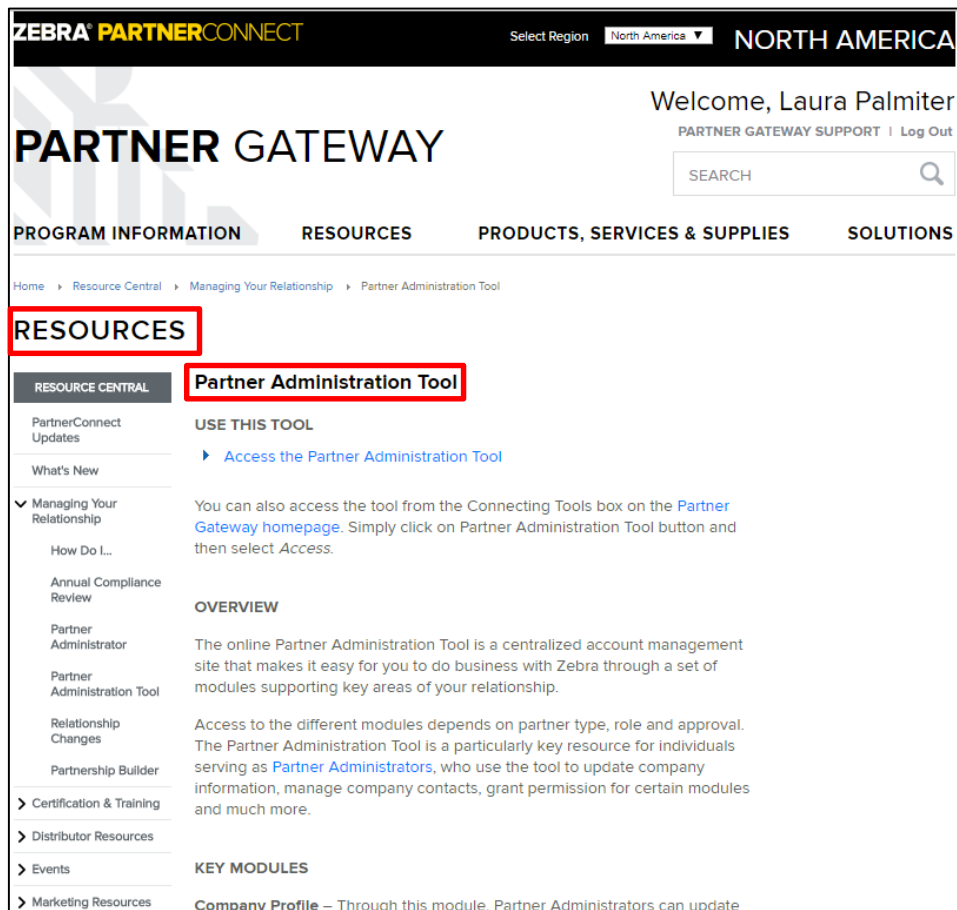 ZEBRA® PARTNERCONNECT
Select Region North America ▼ NORTH AMERICA
Welcome, Laura Palmiter
PARTNER GATEWAY SUPPORT | Log Out
PARTNER GATEWAY
SEARCH
PROGRAM INFORMATION RESOURCES PRODUCTS, SERVICES & SUPPLIES SOLUTIONS
Home › Resource Central › Managing Your Relationship › Partner Administration Tool
RESOURCES
RESOURCE CENTRAL
PartnerConnect
Updates
What's New
Managing Your
Relationship
How Do I...
Annual Compliance
Review
Partner
Administrator
Partner
Administration Tool
Relationship
Changes
Partnership Builder
Certification & Training
Distributor Resources
Events
Marketing Resources
Partner Administration Tool
USE THIS TOOL
Access the Partner Administration Tool
You can also access the tool from the Connecting Tools box on the Partner
Gateway homepage. Simply click on Partner Administration Tool button and
then select Access.
OVERVIEW
The online Partner Administration Tool is a centralized account management
site that makes it easy for you to do business with Zebra through a set of
modules supporting key areas of your relationship.
Access to the different modules depends on partner type, role and approval.
The Partner Administration Tool is a particularly key resource for individuals
serving as Partner Administrators, who use the tool to update company
information, manage company contacts, grant permission for certain modules
and much more.
KEY MODULES
Company Profile – Through this module, Partner Administrators can update